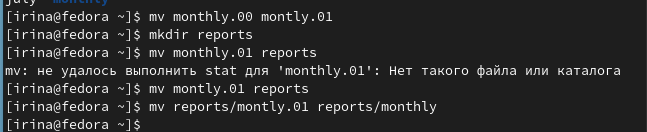 july monthly
[irina@fedora ~]$ mv monthly.00 montly.01
[irina@fedora ~]$ mkdir reports
[irina@fedora ~]$ mv monthly.01 reports
mv: не удалось выполнить stat для 'monthly.01': Нет такого файла или каталога
[irina@fedora ~]$ mv montly.01 reports
[irina@fedora ~]$ mv reports/montly.01 reports/monthly
[irina@fedora ~]$